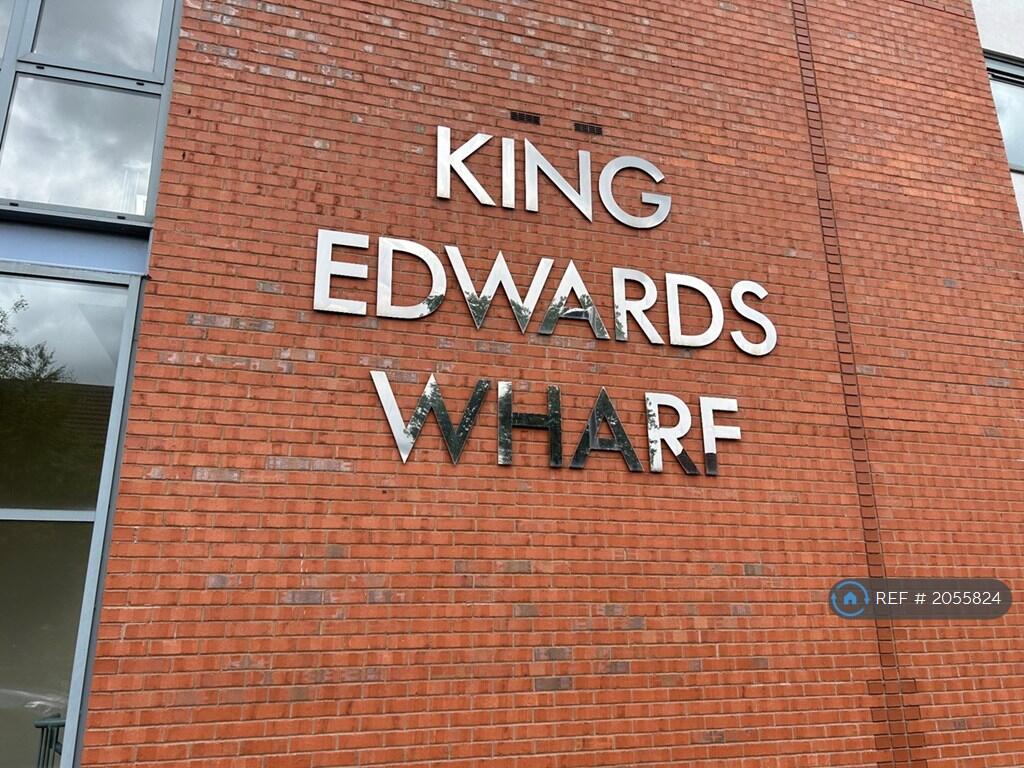 KING
EDWARDS
WHARF
REF # 2055824